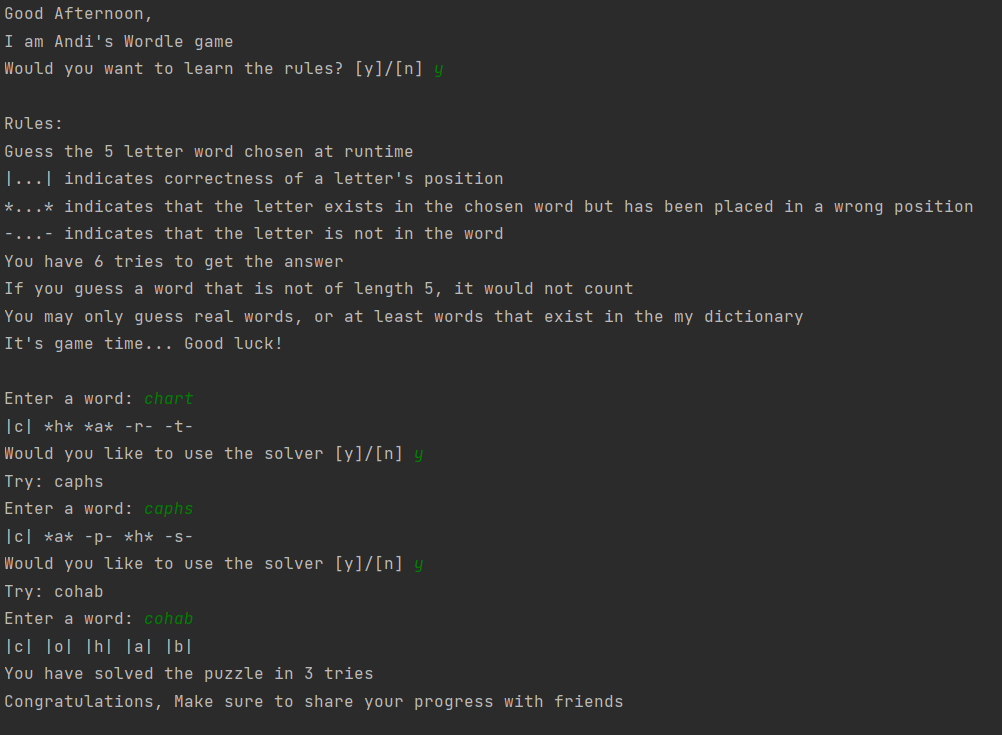 Good Afternoon,
I am Andi's Wordle game
Would you want to learn the rules? [y]/[n] y
Rules:
Guess the 5 letter word chosen at runtime
|...| indicates correctness of a letter's position
*...* indicates that the letter exists in the chosen word but has been placed in a wrong position
-...- indicates that the letter is not in the word
You have 6 tries to get the answer
If you guess a word that is not of length 5, it would not count
You may only guess real words, or at least words that exist in the my dictionary
It's game time... Good luck!
Enter a word: chart
|c| *h* *a* -r- -t-
Would you like to use the solver [y]/[n] y
Try: caphs
Enter a word: caphs
|c| *a* -p- *h* -s-
Would you like to use the solver [y]/[n] y
Try: cohab
Enter a word: cohab
|c| |o| |h| |a| |b|
You have solved the puzzle in 3 tries
Congratulations, Make sure to share your progress with friends